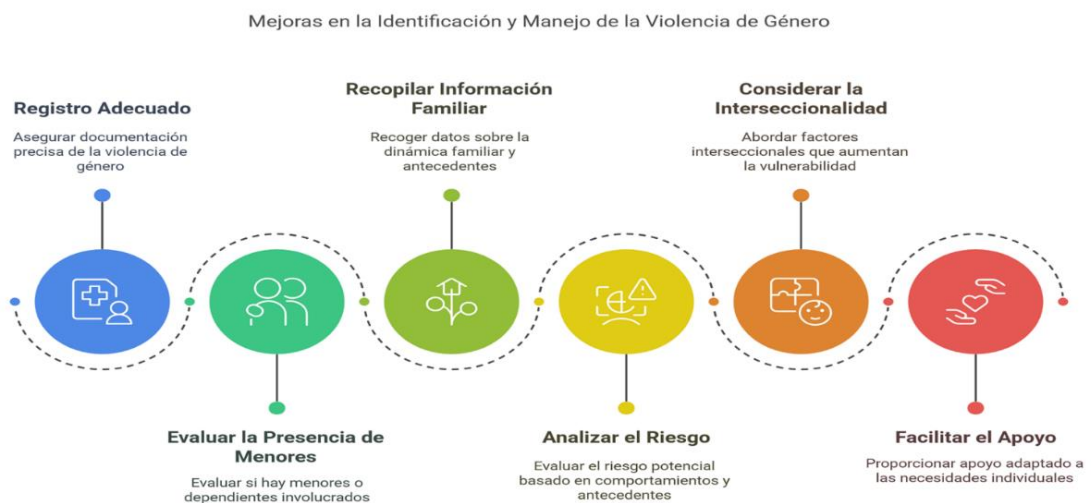 Mejoras en la Identificación y Manejo de la Violencia de Género
Registro Adecuado
Asegurar documentación
precisa de la violencia de
género
Evaluar la Presencia de
Menores
Evaluar si hay menores o
dependientes involucrados
Recopilar Información
Familiar
Recoger datos sobre la
dinámica familiar y
antecedentes
Analizar el Riesgo
Evaluar el riesgo potencial
basado en comportamientos y
antecedentes
Considerar la
Interseccionalidad
Abordar factores
interseccionales que aumentan
la vulnerabilidad
Facilitar el Apoyo
Proporcionar apoyo adaptado a
las necesidades individuales